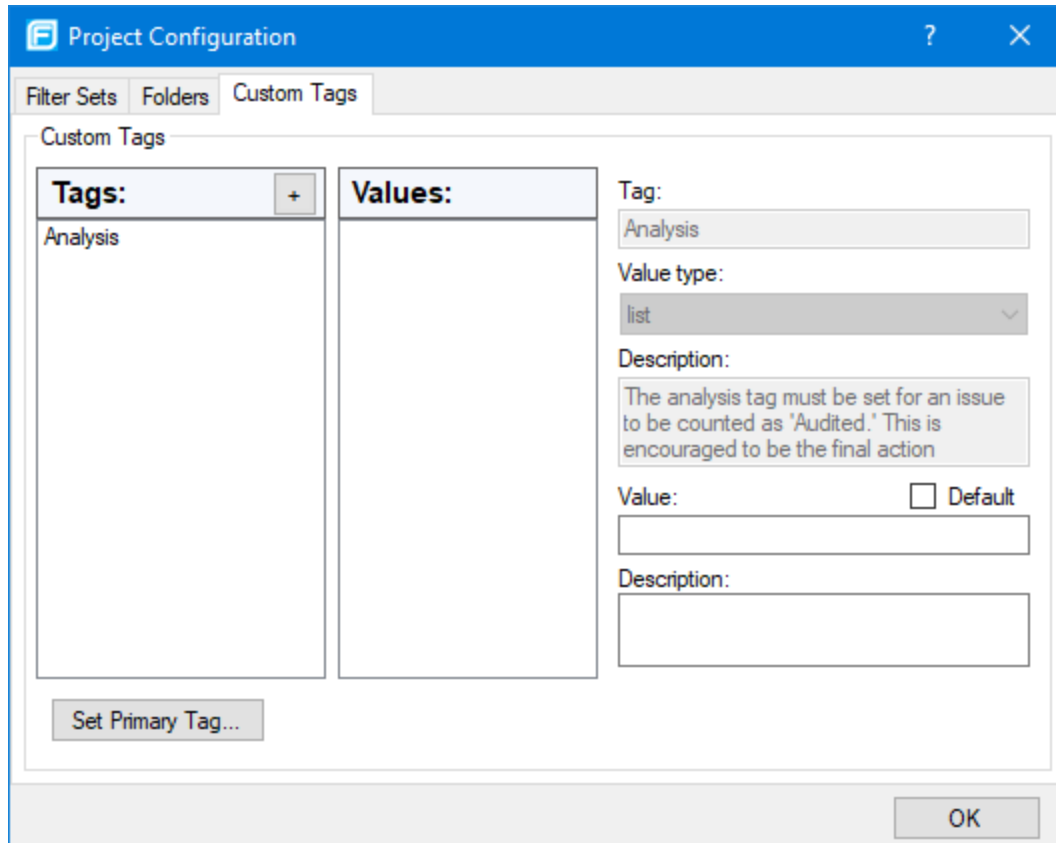 Project Configuration
?
Filter Sets
Folders
Custom Tags
Custom Tags
Tags:
+
Values:
Analysis
Tag:
Analysis
Value type:
list
Description:
The analysis tag must be set for an issue
to be counted as 'Audited.' This is
encouraged to be the final action
Value:
Default
Description:
Set Primary Tag...
OK